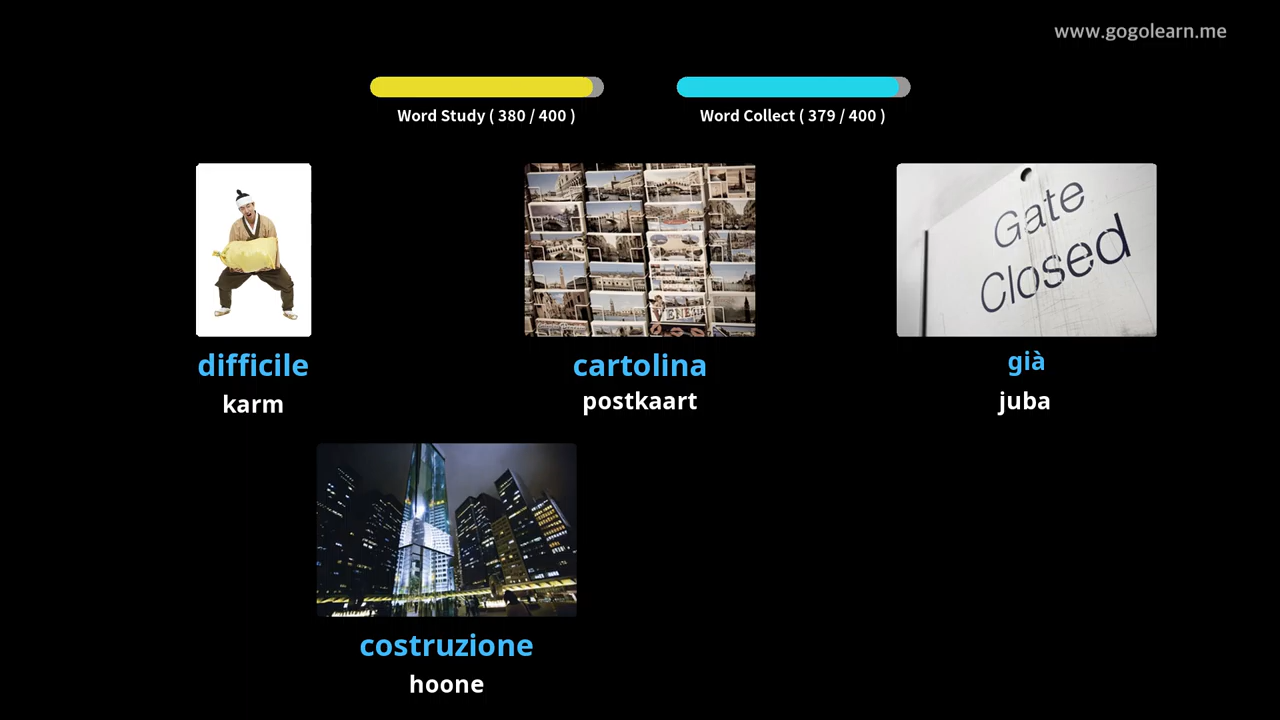 www.gogolearn.me
Word Study ( 380 / 400 )
Word Collect ( 379 / 400 )
Gate
Closed
difficile
cartolina
già
karm
postkaart
juba
costruzione
hoone